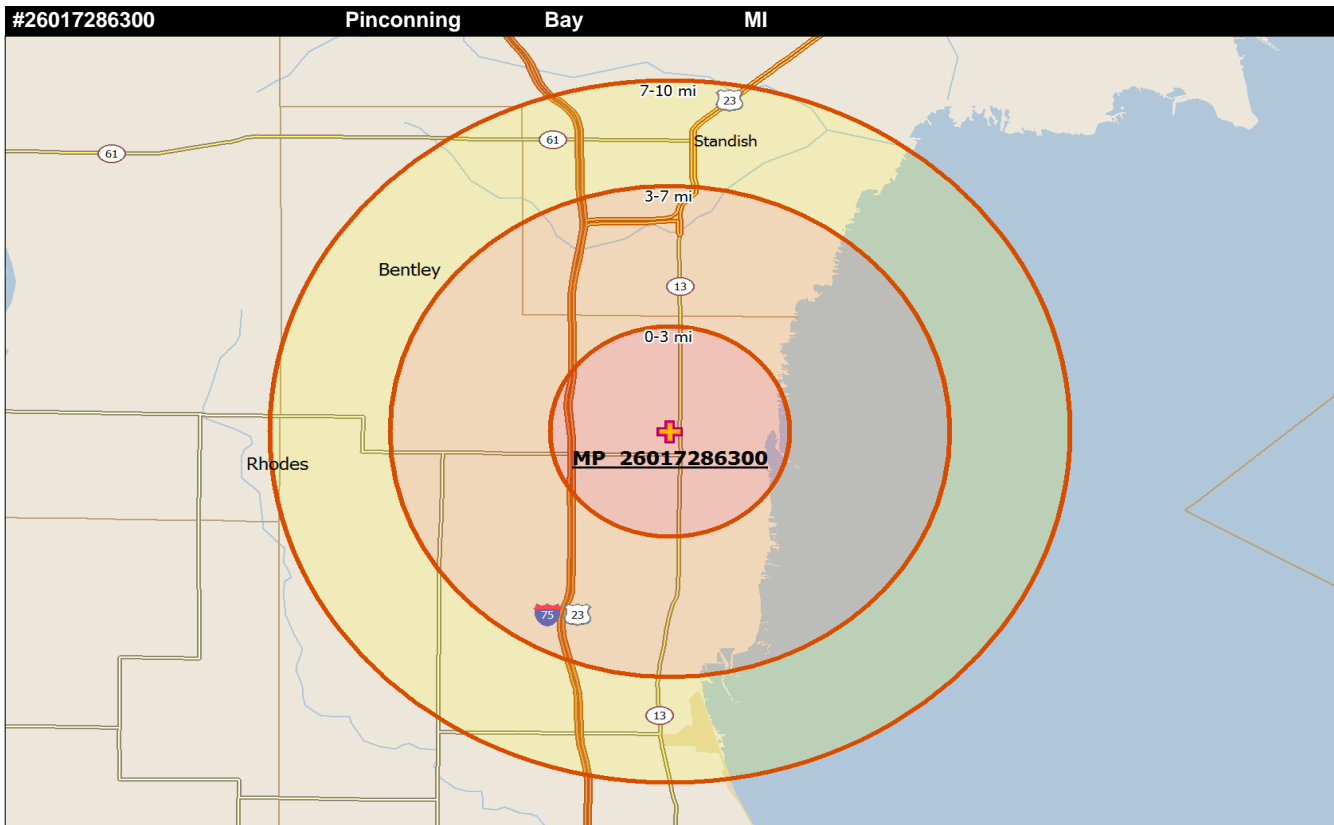 #26017286300 Pinconning Bay MI
7-10 mi
23
61
61
Standish
3-7 mi
Bentley
13
0-3 mi
MP 26017286300
Rhodes
75 23
13